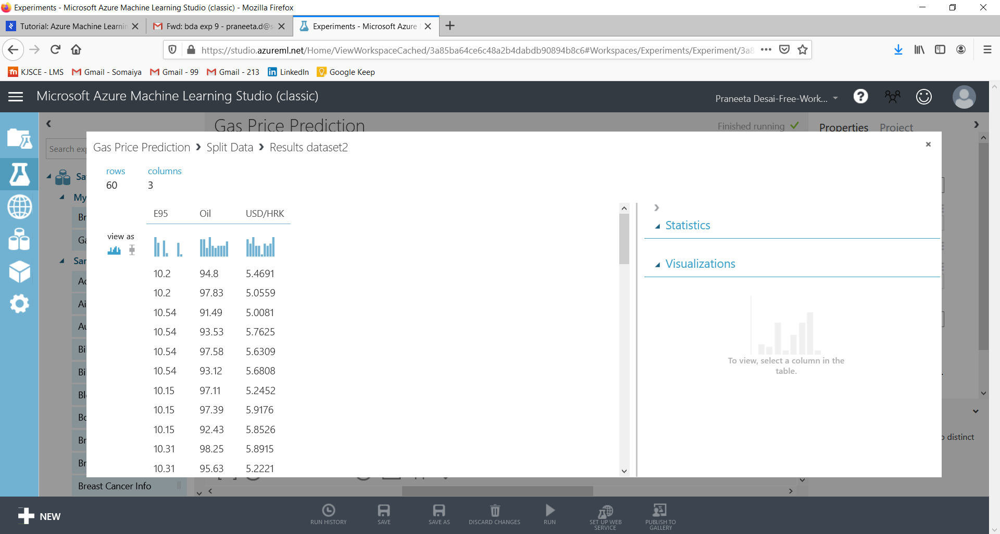 Experiments - Microsoft Azure Machine Learning Studio (classic) - Mozilla Firefox
Tutorial: Azure Machine Learnin
Fwd: bda exp 9 - praneeta.d@s
Experiments - Microsoft Azure
https://studio.azureml.net/Home/ViewWorkspaceCached/3a85ba64ce6c48a2b4dabdb90894b8c6#Workspaces/Experiments/Experiment/3a8
KJSCE - LMS
Gmail - Somaiya
Gmail - 99
Gmail - 213
LinkedIn
Google Keep
Microsoft Azure Machine Learning Studio (classic)
Praneeta Desai-Free-Work...
Gas Price Prediction
Finished running
Properties Project
Search exp
Gas Price Prediction > Split Data > Results dataset2
rows columns
60 3
E95 Oil USD/HRK
view as
10.2 94.8 5.4691
10.2 97.83 5.0559
10.54 91.49 5.0081
10.54 93.53 5.7625
10.54 97.58 5.6309
10.54 93.12 5.6808
10.15 97.11 5.2452
10.15 97.39 5.9176
10.15 92.43 5.8526
10.31 98.25 5.8915
10.31 95.63 5.2221
Statistics
Visualizations
To view, select a column in the
table.
Sa
My
Br
Ga
Sar
Ac
Ai
Au
Bi
Bi
Bl
Bo
Br
Br
Breast Cancer Info
distinct
NEW
RUN HISTORY
SAVE
SAVE AS
DISCARD CHANGES
RUN
SET UP WEB
SERVICE
PUBLISH TO
GALLERY